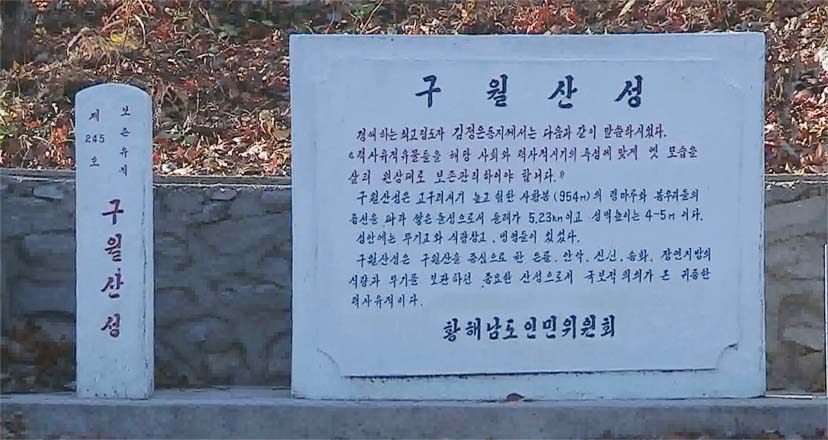 보존유적
제
245
호
구월산성
구월산성
경애하는 최고령도자 김정은동지께서는 다음과 같이 말씀하시였다.
《력사유적유물들을 해당 사회와 력사적시기의 특성에 맞게 옛 모습을
살려 원상대로 보존관리하여야 합니다.》
구월산성은 고구려시기 높고 험한 사황봉(954m)의 령마루와 봉우리들의
릉선을 따라 쌓은 돌성으로서 둘레가 5.23km이고 성벽높이는 4-5m이다.
성안에는 무기고와 식량창고, 병영들이 있었다.
구월산성은 구월산을 중심으로 한 은률, 안악, 신천, 송화, 장연지방의
식량과 무기를 보관하던 중요한 산성으로서 국보적의의가 큰 귀중한
력사유적이다.
황해남도인민위원회